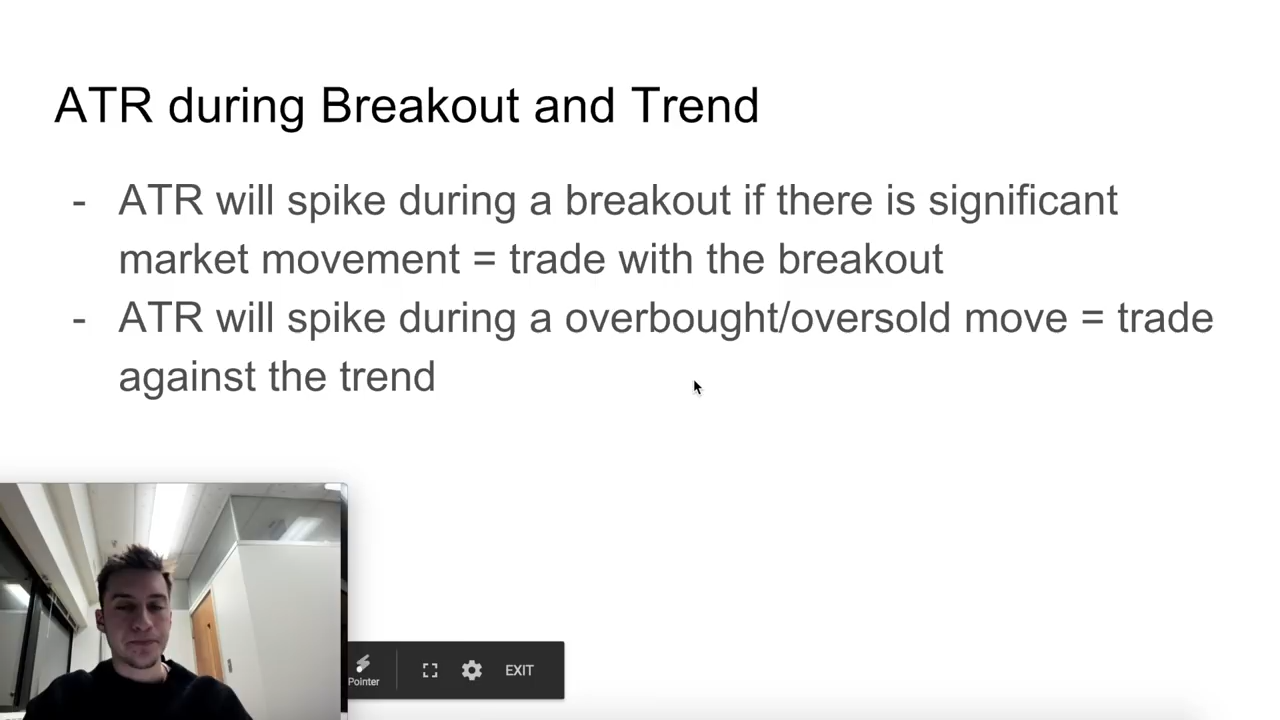 ATR during Breakout and Trend
- ATR will spike during a breakout if there is significant
market movement = trade with the breakout
- ATR will spike during a overbought/oversold move = trade
against the trend
Pointer
EXIT